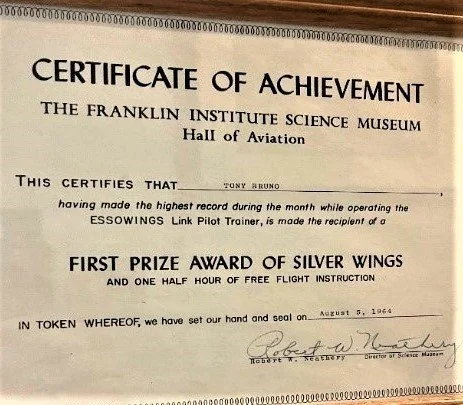 CERTIFICATE OF ACHIEVEMENT
THE FRANKLIN INSTITUTE SCIENCE MUSEUM
Hall of Aviation
THIS CERTIFIES THAT TONY BRUNO,
having made the highest record during the month while operating the
ESSOWINGS Link Pilot Trainer, is made the recipient of a
FIRST PRIZE AWARD OF SILVER WINGS
AND ONE HALF HOUR OF FREE FLIGHT INSTRUCTION
IN TOKEN WHEREOF, we have set our hand and seal on August 5, 1964
Robert W Neathery
Robert W. Neathery Director of Science Museum